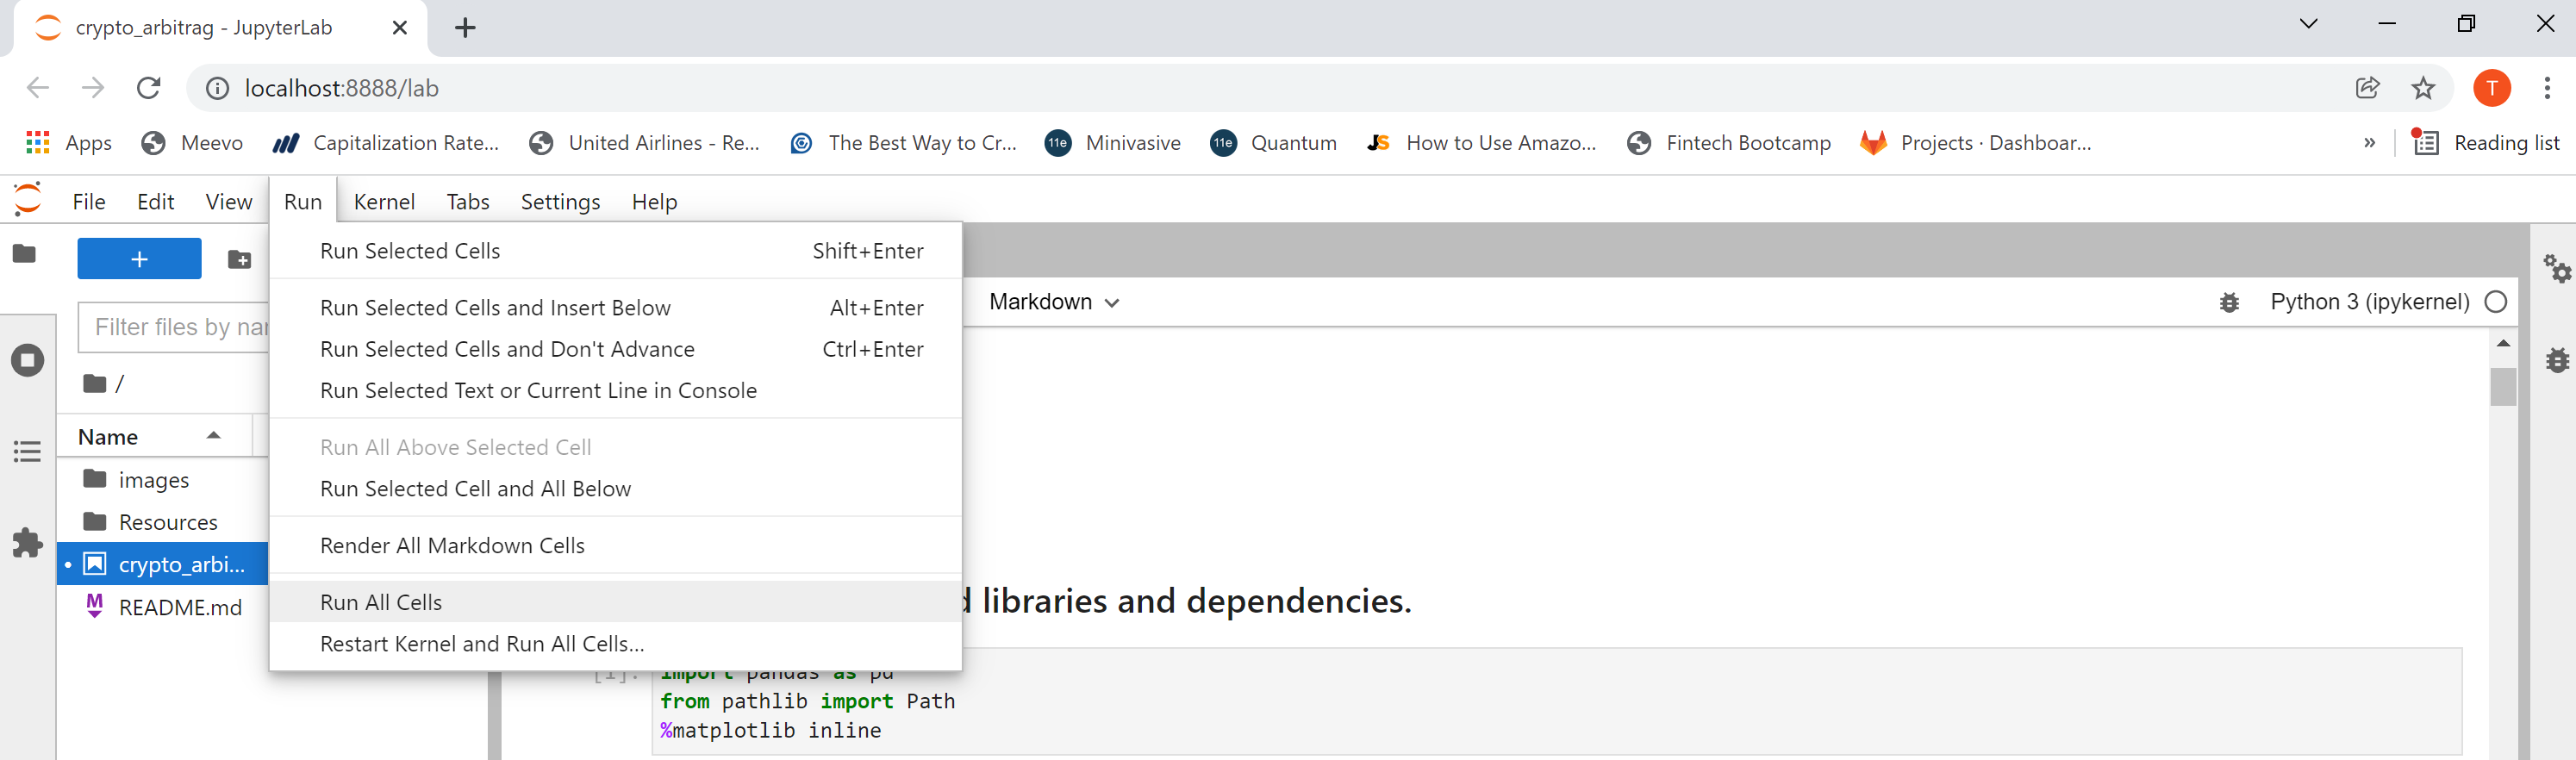 crypto_arbitrag - JupyterLab
localhost:8888/lab
T
Apps
Meevo
Capitalization Rate...
United Airlines - Re...
The Best Way to Cr...
11e Minivasive
11e Quantum
JS How to Use Amazo...
Fintech Bootcamp
Projects · Dashboar...
»
Reading list
File Edit View Run Kernel Tabs Settings Help
+
Run Selected Cells Shift+Enter
Run Selected Cells and Insert Below Alt+Enter
Run Selected Cells and Don't Advance Ctrl+Enter
Run Selected Text or Current Line in Console
Run All Above Selected Cell
Run Selected Cell and All Below
Render All Markdown Cells
Run All Cells
Restart Kernel and Run All Cells...
Filter files by nar
/
Name
images
Resources
crypto_arbi...
M README.md
Markdown
Python 3 (ipykernel)
d libraries and dependencies.
[1]: import pandas as pd
from pathlib import Path
%matplotlib inline